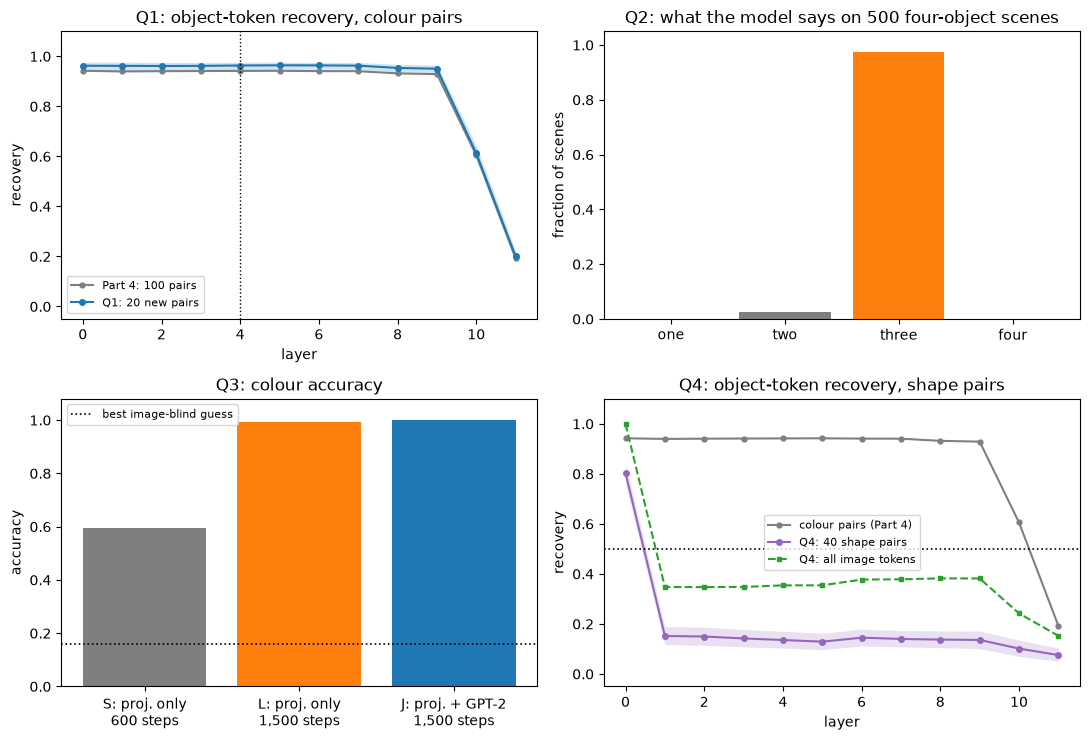 Q1: object-token recovery, colour pairs
1.0
0.8
0.6
0.4
0.2
0.0
recovery
Part 4: 100 pairs
Q1: 20 new pairs
0 2 4 6 8 10
layer
Q2: what the model says on 500 four-object scenes
1.0
0.8
0.6
0.4
0.2
0.0
fraction of scenes
one two three four
Q3: colour accuracy
best image-blind guess
1.0
0.8
0.6
0.4
0.2
0.0
accuracy
S: proj. only L: proj. only J: proj. + GPT-2
600 steps 1,500 steps 1,500 steps
Q4: object-token recovery, shape pairs
1.0
0.8
0.6
0.4
0.2
0.0
recovery
colour pairs (Part 4)
Q4: 40 shape pairs
Q4: all image tokens
0 2 4 6 8 10
layer